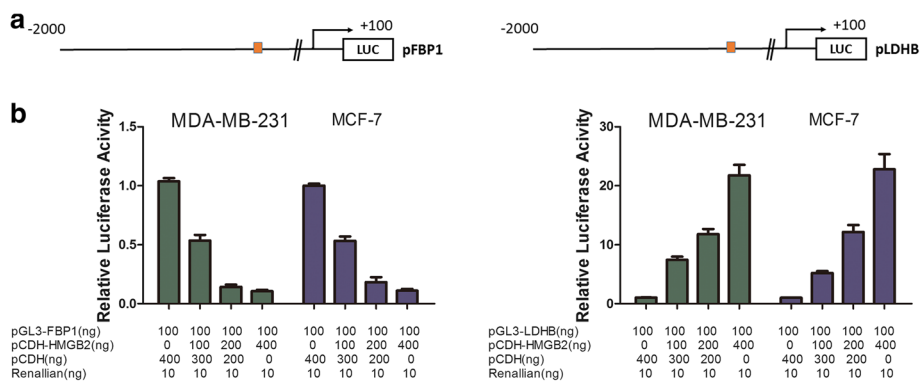 a
-2000 +100 LUC pFBP1
-2000 +100 LUC pLDHB
b
MDA-MB-231 MCF-7
Relative Luciferase Acivity
1.5
1.0
0.5
0.0
pGL3-FBP1(ng) 100 100 100 100 100 100 100 100
pCDH-HMGB2(ng) 0 100 200 400 0 100 200 400
pCDH(ng) 400 300 200 0 400 300 200 0
Renallian(ng) 10 10 10 10 10 10 10 10
MDA-MB-231 MCF-7
Relative Luciferase Acivity
30
20
10
0
pGL3-LDHB(ng) 100 100 100 100 100 100 100 100
pCDH-HMGB2(ng) 0 100 200 400 0 100 200 400
pCDH(ng) 400 300 200 0 400 300 200 0
Renallian(ng) 10 10 10 10 10 10 10 10